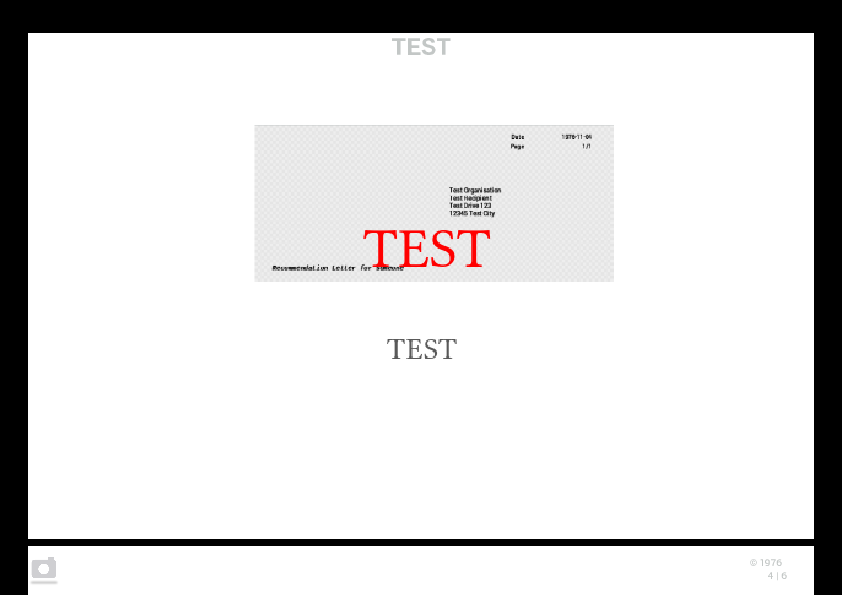 TEST
Date 1976-11-04
Page 1/1
Test Organisation
Test Recipient
Test Drive 123
12345 Test City
TEST
Recommendation Letter for Someone
TEST
© 1976
4 | 6